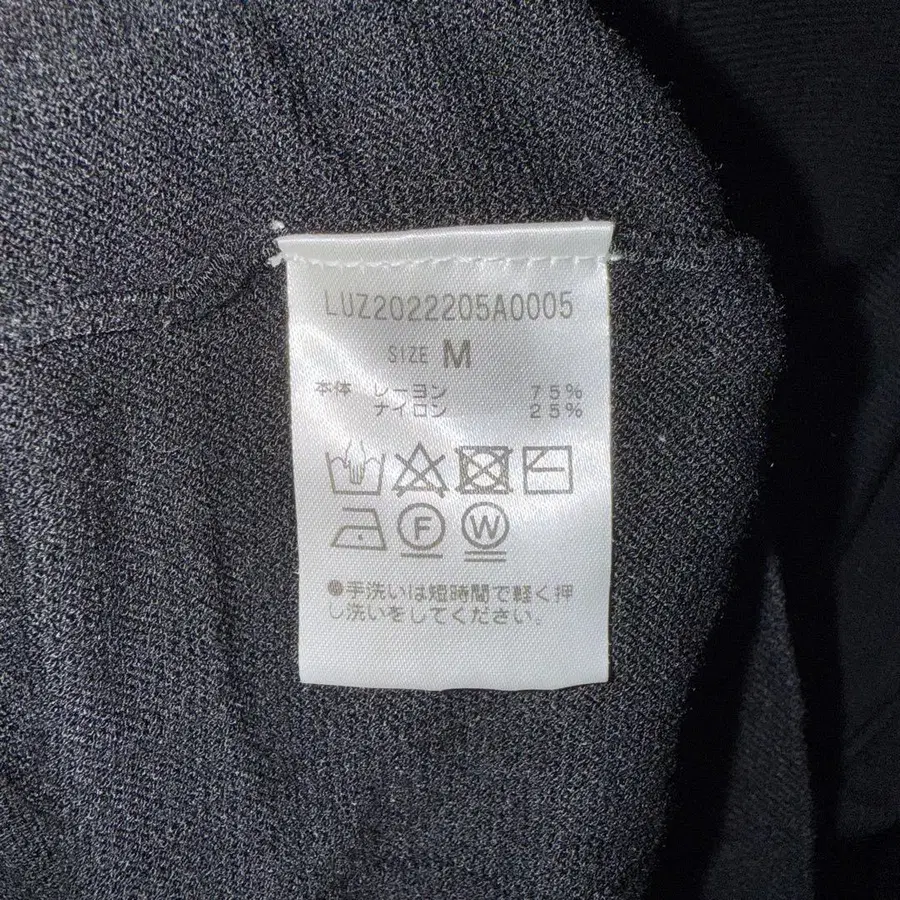 LUZ2022205A0005
SIZE M
本体 レーヨン 75%
ナイロン 25%
F W
●手洗いは短時間で軽く押
し洗いをしてください。